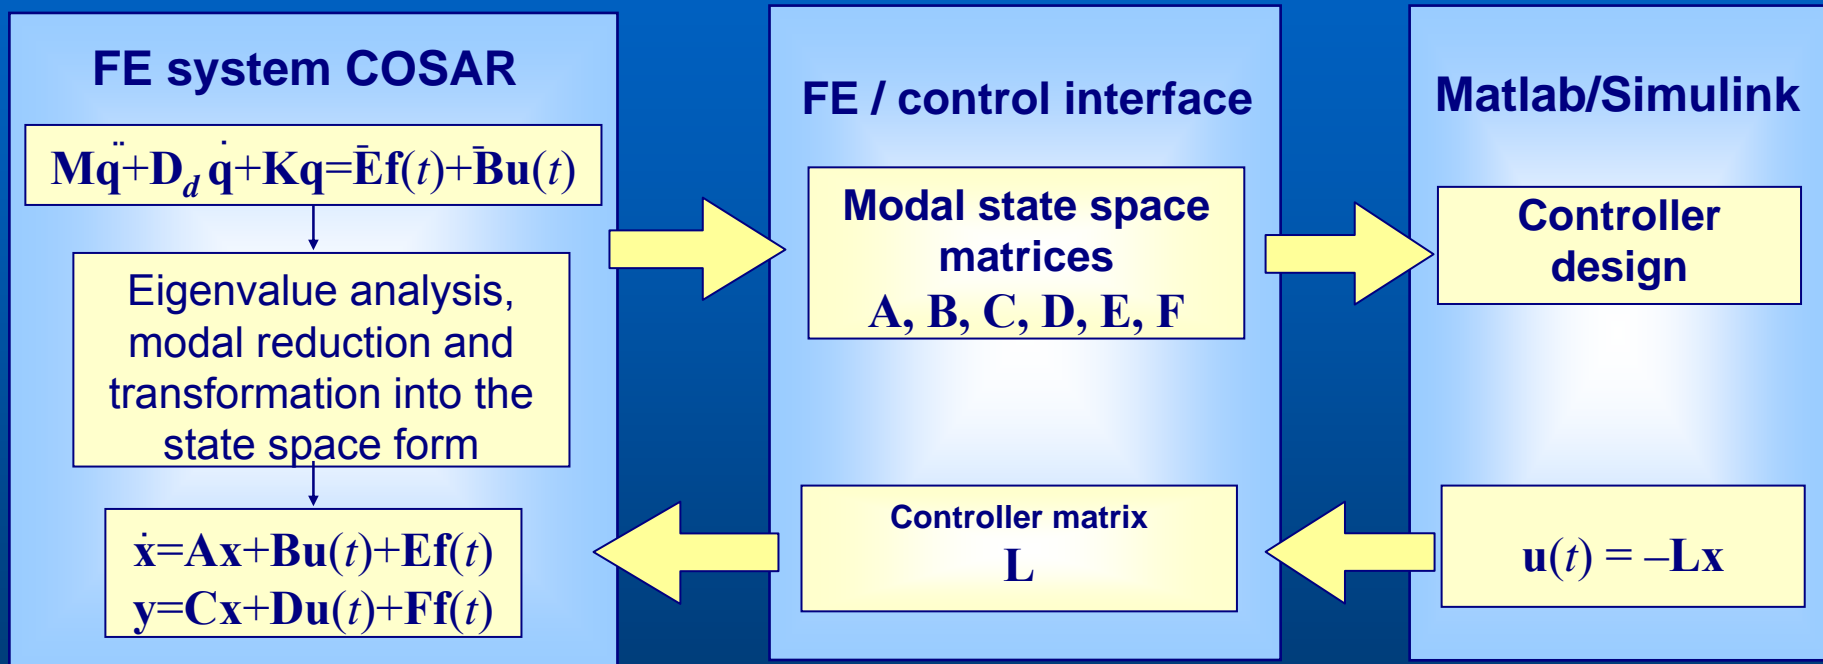 FE system COSAR
Mq̈+D_d q̇+Kq=Ēf(t)+B̄u(t)
Eigenvalue analysis,
modal reduction and
transformation into the
state space form
ẋ=Ax+Bu(t)+Ef(t)
y=Cx+Du(t)+Ff(t)
FE / control interface
Modal state space
matrices
A, B, C, D, E, F
Controller matrix
L
Matlab/Simulink
Controller
design
u(t) = –Lx